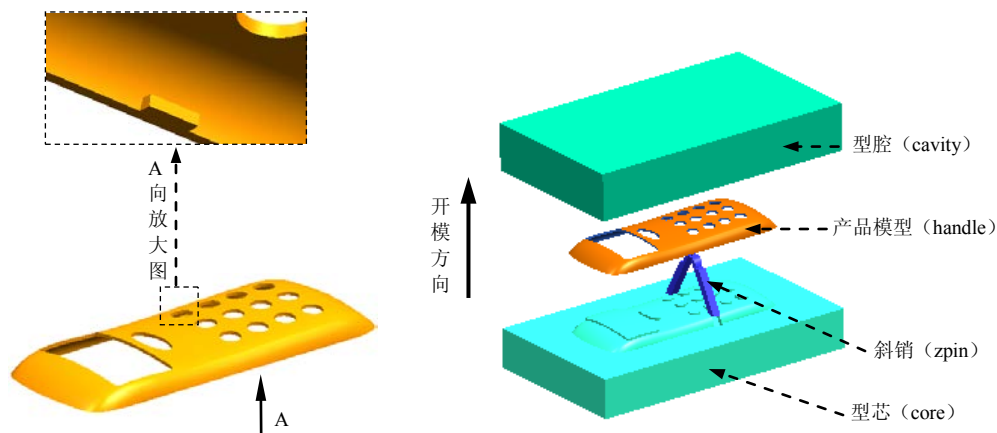 A
向
放
大
图
A
开
模
方
向
型腔（cavity）
产品模型（handle）
斜销（zpin）
型芯（core）